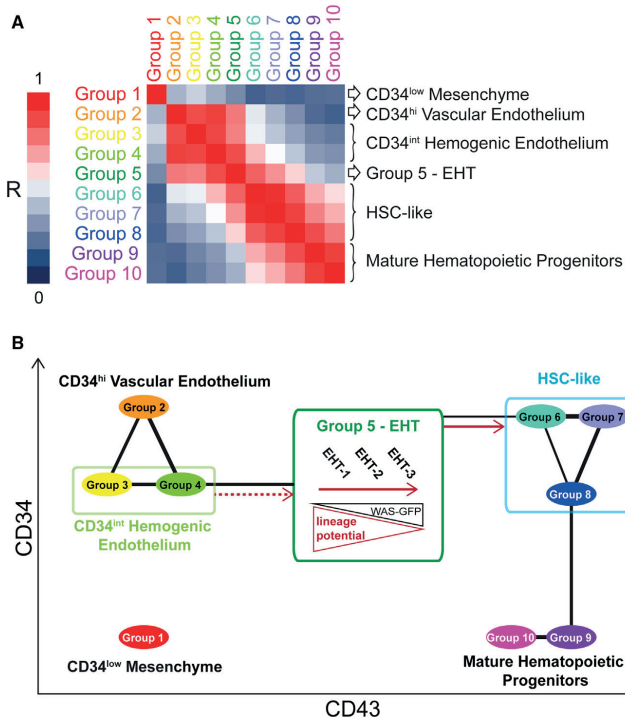 A
Group 1
Group 2
Group 3
Group 4
Group 5
Group 6
Group 7
Group 8
Group 9
Group 10
1
R
0
Group 1
Group 2
Group 3
Group 4
Group 5
Group 6
Group 7
Group 8
Group 9
Group 10
CD34low Mesenchyme
CD34hi Vascular Endothelium
CD34int Hemogenic Endothelium
Group 5 - EHT
HSC-like
Mature Hematopoietic Progenitors
B
CD34
CD34hi Vascular Endothelium
Group 2
Group 3
Group 4
CD34int Hemogenic
Endothelium
Group 1
CD34low Mesenchyme
Group 5 - EHT
EHT-1
EHT-2
EHT-3
WAS-GFP
lineage
potential
HSC-like
Group 6
Group 7
Group 8
Group 10
Group 9
Mature Hematopoietic
Progenitors
CD43